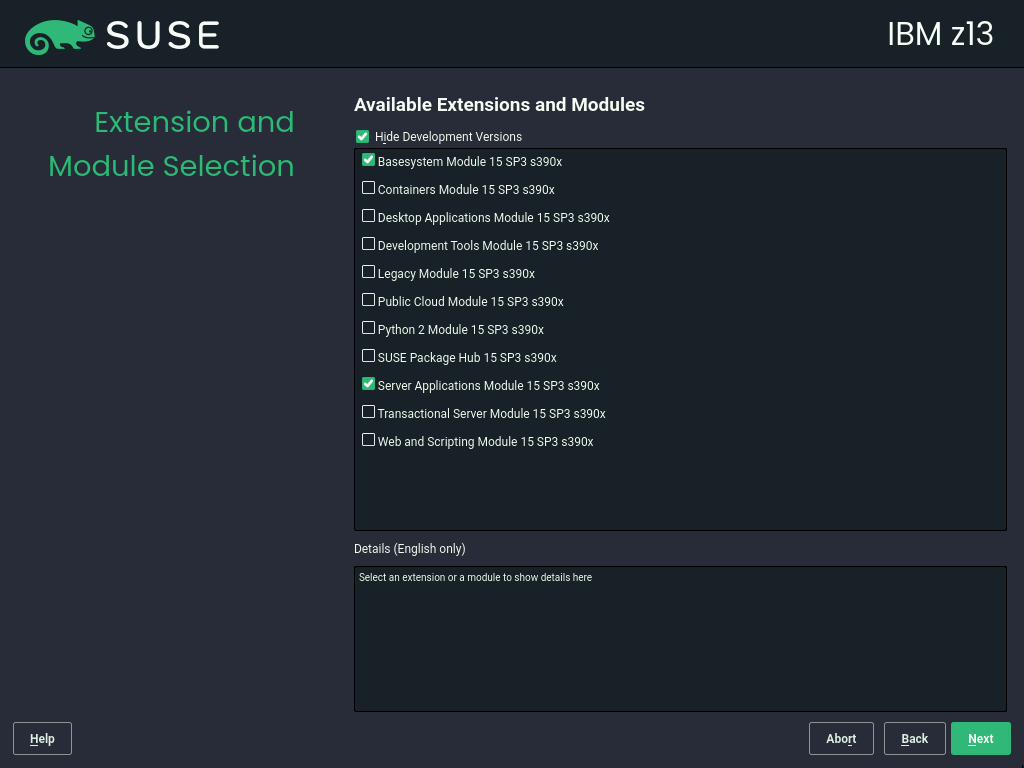 SUSE
IBM z13
Extension and
Module Selection
Available Extensions and Modules
Hide Development Versions
Basesystem Module 15 SP3 s390x
Containers Module 15 SP3 s390x
Desktop Applications Module 15 SP3 s390x
Development Tools Module 15 SP3 s390x
Legacy Module 15 SP3 s390x
Public Cloud Module 15 SP3 s390x
Python 2 Module 15 SP3 s390x
SUSE Package Hub 15 SP3 s390x
Server Applications Module 15 SP3 s390x
Transactional Server Module 15 SP3 s390x
Web and Scripting Module 15 SP3 s390x
Details (English only)
Select an extension or a module to show details here
Help
Abort
Back
Next